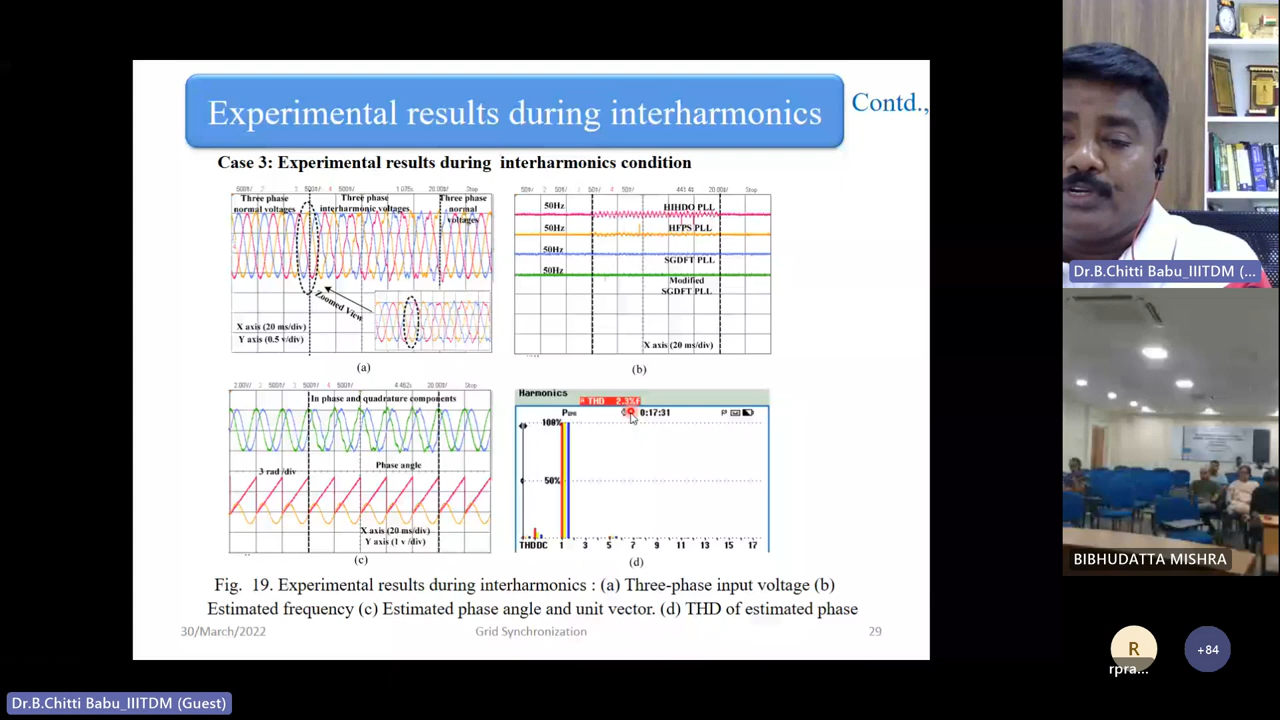 Experimental results during interharmonics
Contd.,
Case 3: Experimental results during interharmonics condition
Three phase
normal voltages
Three phase
interharmonic voltages
Three phase
normal
voltages
Zoomed View
X axis (20 ms/div)
Y axis (0.5 v/div)
(a)
20.00s/ Stop
50Hz
HIHDO PLL
50Hz
HFPS PLL
50Hz
SGDFT PLL
50Hz
Modified
SGDFT PLL
X axis (20 ms/div)
(b)
In phase and quadrature components
3 rad /div
Phase angle
X axis (20 ms/div)
Y axis (1 v /div)
(c)
Harmonics
THD 2.3%F
0:17:31
100%
50%
THDDC 1 3 5 7 9 11 13 15 17
(d)
Fig. 19. Experimental results during interharmonics : (a) Three-phase input voltage (b)
Estimated frequency (c) Estimated phase angle and unit vector. (d) THD of estimated phase
30/March/2022
Grid Synchronization
29
Dr.B.Chitti Babu_IIITDM (...
BIBHUDATTA MISHRA
R
rpra...
+84
Dr.B.Chitti Babu_IIITDM (Guest)